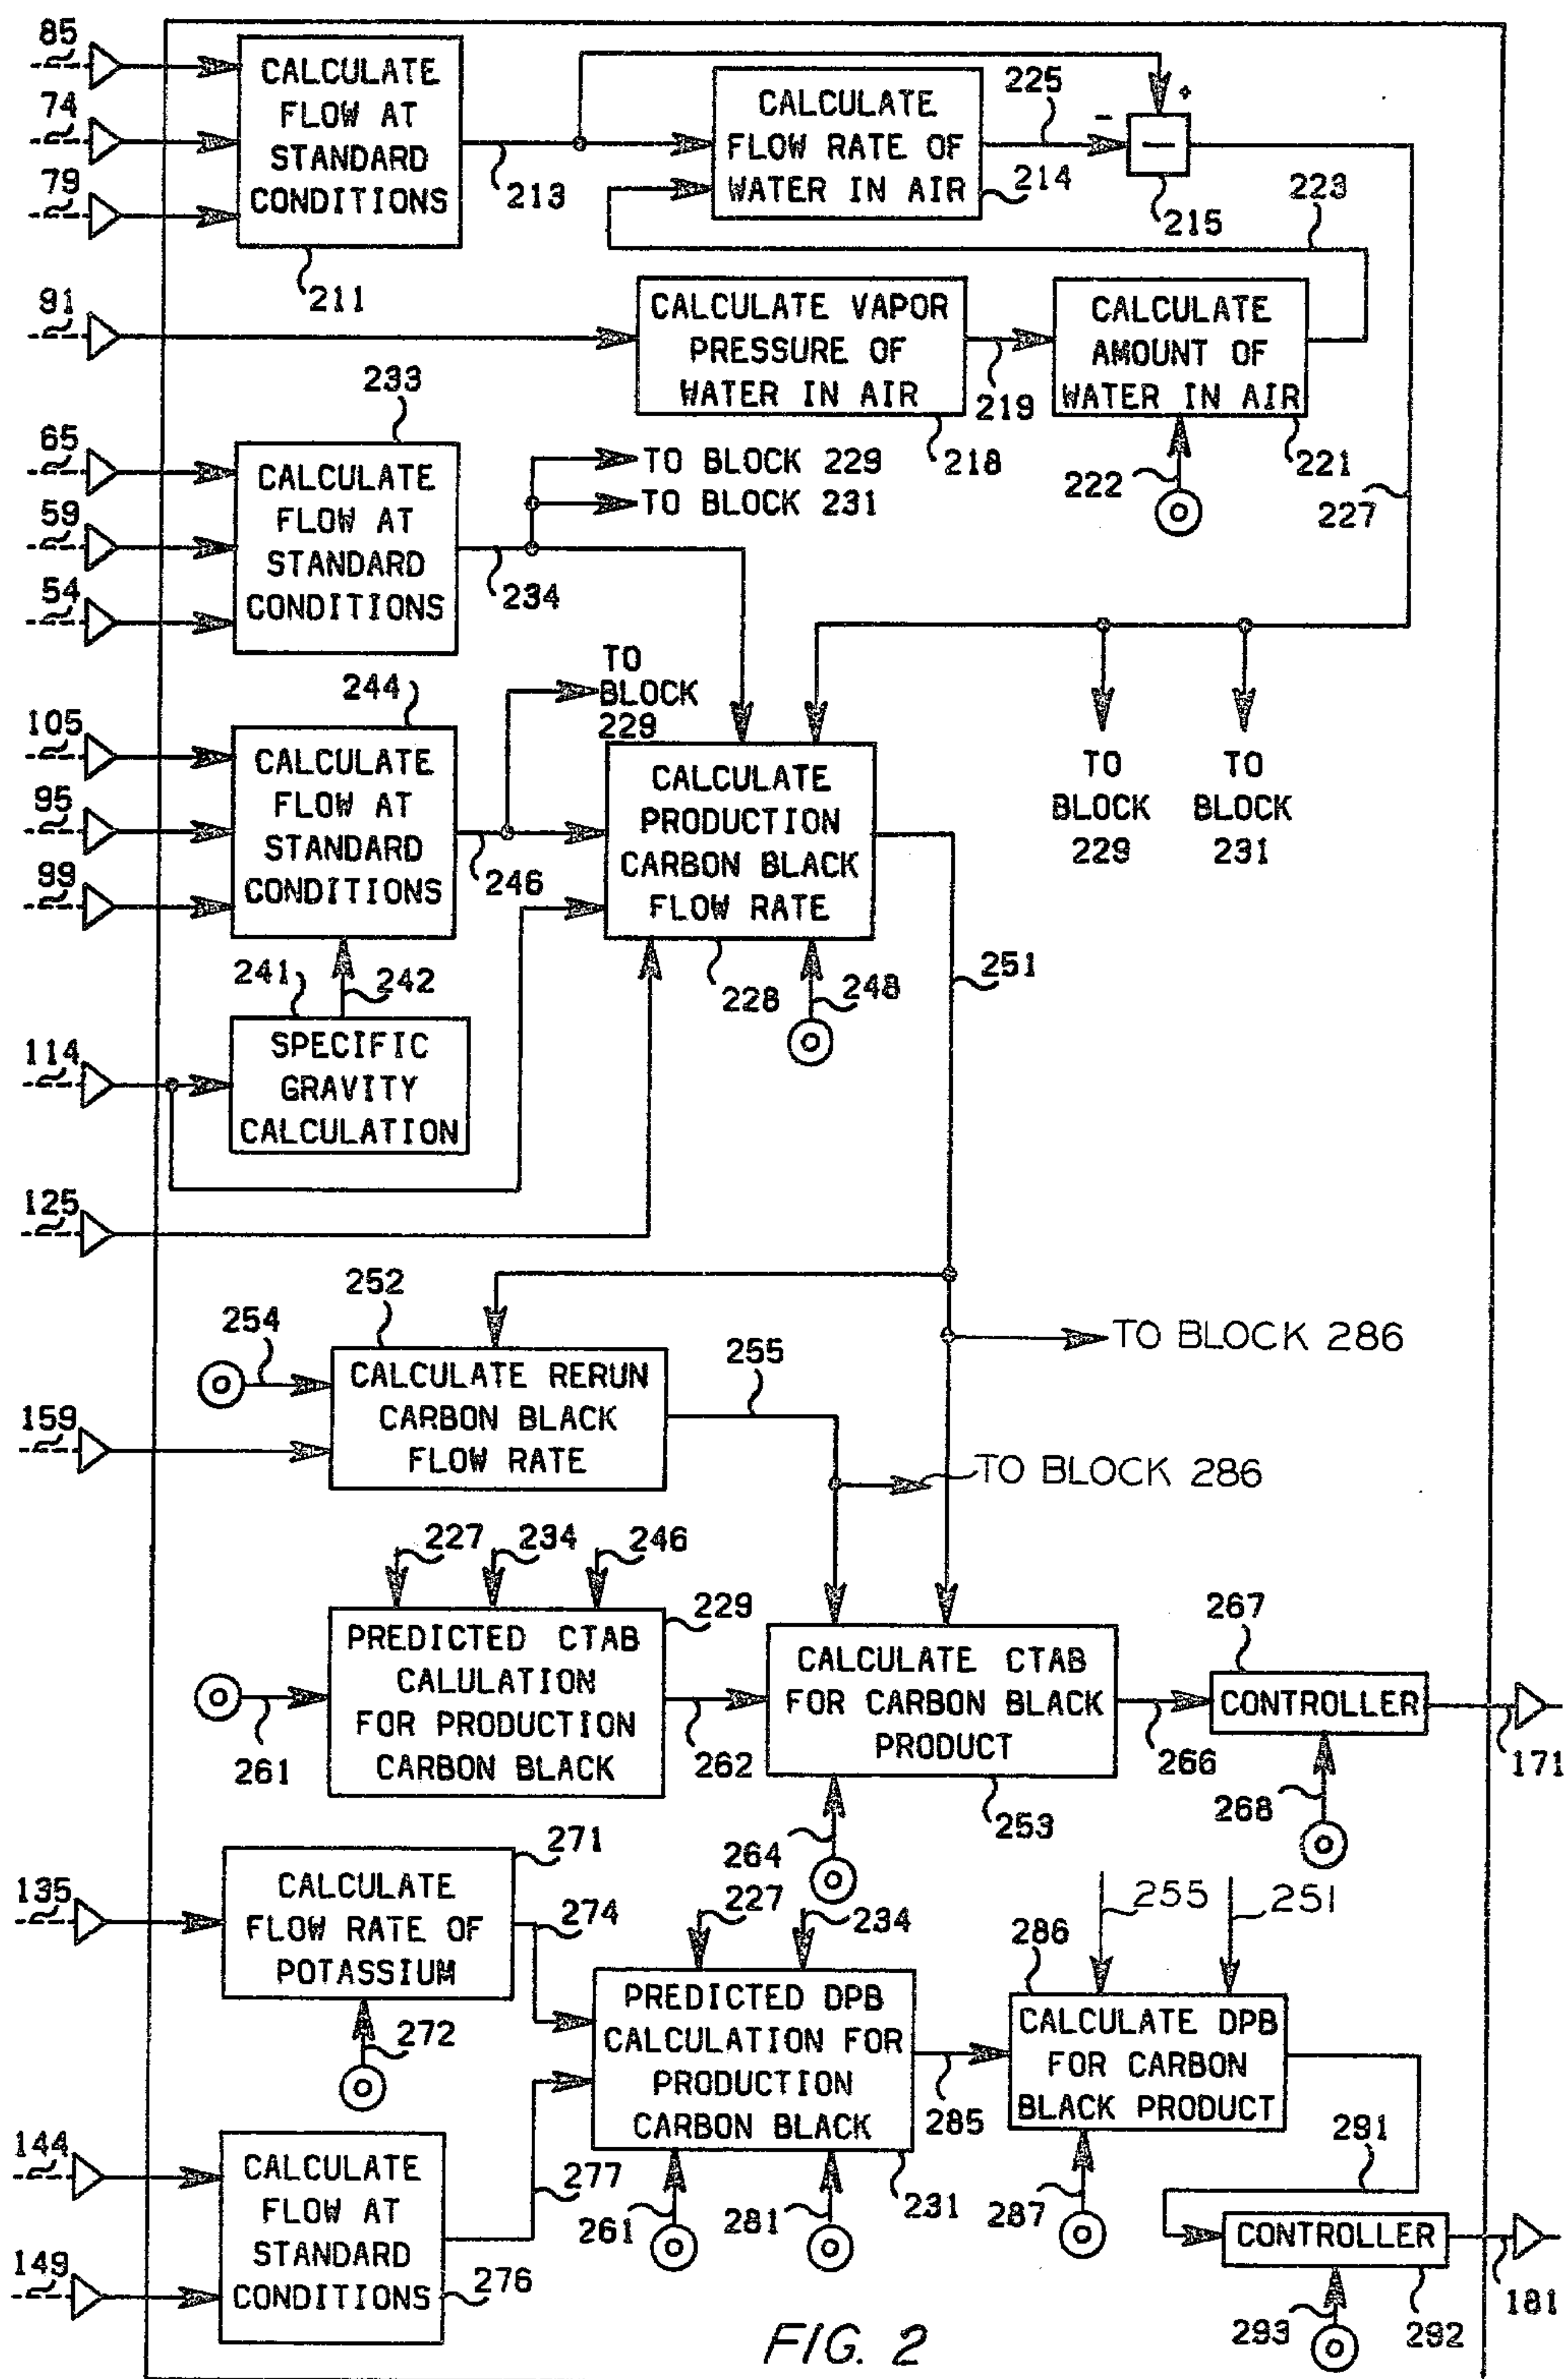 85
74
79
CALCULATE
FLOW AT
STANDARD
CONDITIONS
211
213
CALCULATE
FLOW RATE OF
WATER IN AIR
214
225
+
-
215
223
91
CALCULATE VAPOR
PRESSURE OF
WATER IN AIR
218
219
CALCULATE
AMOUNT OF
WATER IN AIR
221
222
227
65
59
54
233
CALCULATE
FLOW AT
STANDARD
CONDITIONS
234
TO BLOCK 229
TO BLOCK 231
105
95
99
244
CALCULATE
FLOW AT
STANDARD
CONDITIONS
246
TO
BLOCK
229
CALCULATE
PRODUCTION
CARBON BLACK
FLOW RATE
228
248
TO
BLOCK
229
TO
BLOCK
231
251
241
242
114
SPECIFIC
GRAVITY
CALCULATION
125
252
254
159
CALCULATE RERUN
CARBON BLACK
FLOW RATE
255
TO BLOCK 286
TO BLOCK 286
227
234
246
229
PREDICTED CTAB
CALULATION
FOR PRODUCTION
CARBON BLACK
261
262
CALCULATE CTAB
FOR CARBON BLACK
PRODUCT
264
253
266
267
CONTROLLER
268
171
135
271
CALCULATE
FLOW RATE OF
POTASSIUM
272
274
227
234
PREDICTED DPB
CALCULATION FOR
PRODUCTION
CARBON BLACK
261
281
231
285
286
255
251
CALCULATE DPB
FOR CARBON
BLACK PRODUCT
287
291
144
149
CALCULATE
FLOW AT
STANDARD
CONDITIONS
276
277
CONTROLLER
293
292
181
FIG. 2